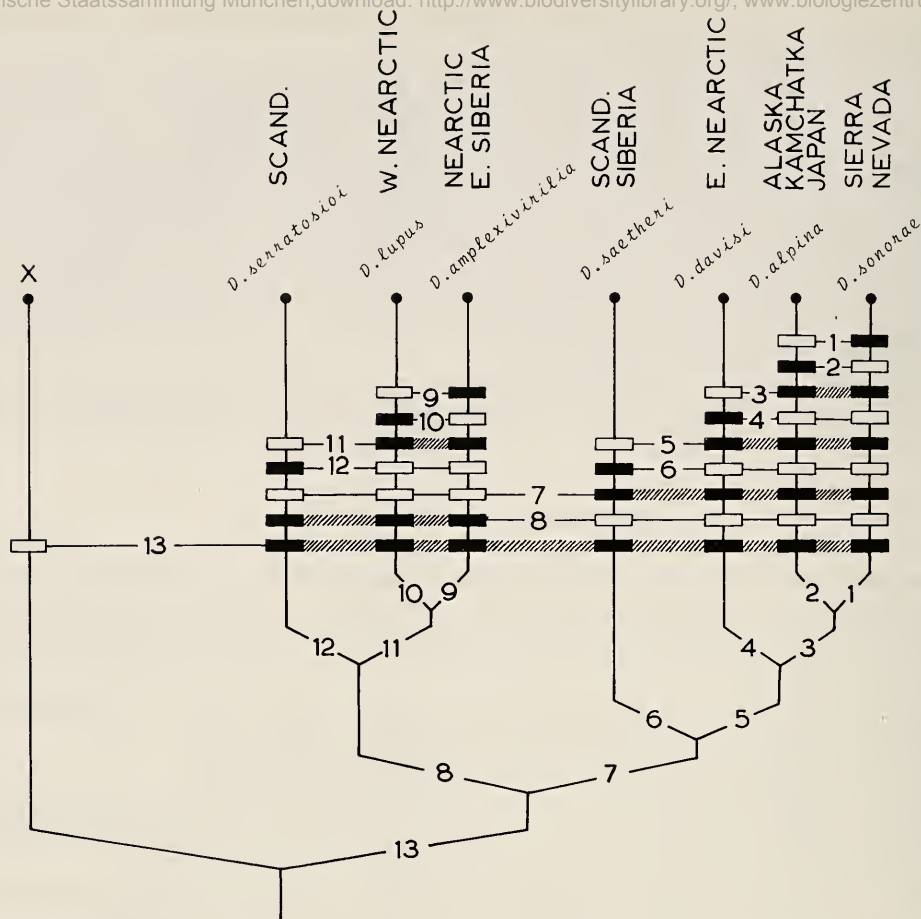 ische Staatssammlung München;download: http://www.biodiversitylibrary.org/; www.biologiezentr
SCAND.
W. NEARCTIC
NEARCTIC
E. SIBERIA
SCAND.
SIBERIA
E. NEARCTIC
ALASKA
KAMCHATKA
JAPAN
SIERRA
NEVADA
X
D. serratosioi
D. lupus
D. amplexivirilia
D. saetheri
D. davisi
D. alpina
D. sonorae
1
2
9
3
10
4
11
5
12
6
7
8
13
10
9
2
1
12
11
4
3
6
5
8
7
13